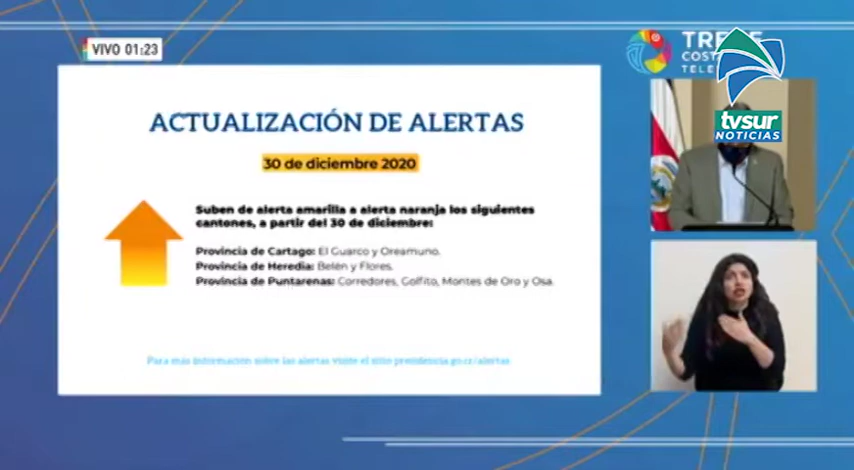 VIVO 01:23
TRE
COST
TELE
tvsur
NOTICIAS
ACTUALIZACIÓN DE ALERTAS
30 de diciembre 2020
Suben de alerta amarilla a alerta naranja los siguientes
cantones, a partir del 30 de diciembre:
Provincia de Cartago: El Guarco y Oreamuno.
Provincia de Heredia: Belén y Flores.
Provincia de Puntarenas: Corredores, Golfito, Montes de Oro y Osa.
Para más información sobre las alertas visite el sitio presidencia.go.cr/alertas